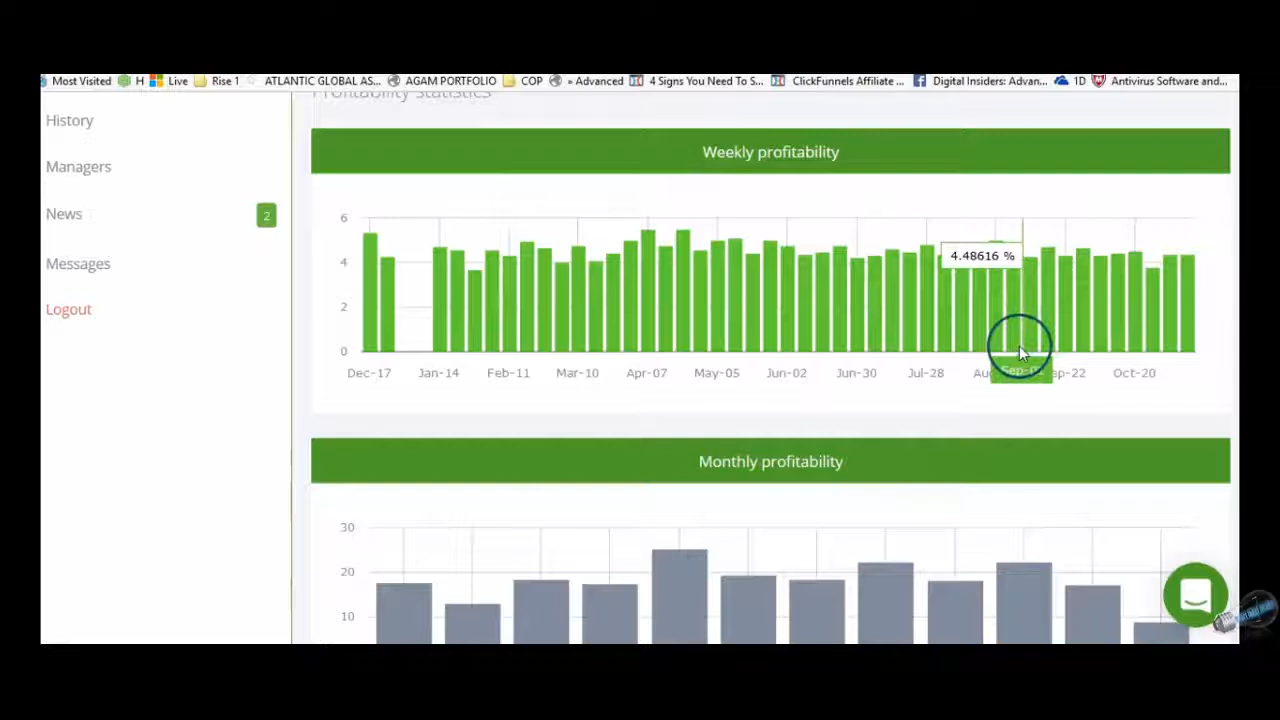 Most Visited H Live Rise 1 ATLANTIC GLOBAL AS... AGAM PORTFOLIO COP » Advanced 4 Signs You Need To S... ClickFunnels Affiliate ... Digital Insiders: Advan... 1D Antivirus Software and...
Profitability statistics
History
Managers
News 2
Messages
Logout
Weekly profitability
6
4
2
0
4.48616 %
Dec-17 Jan-14 Feb-11 Mar-10 Apr-07 May-05 Jun-02 Jun-30 Jul-28 Oct-20
Monthly profitability
30
20
10